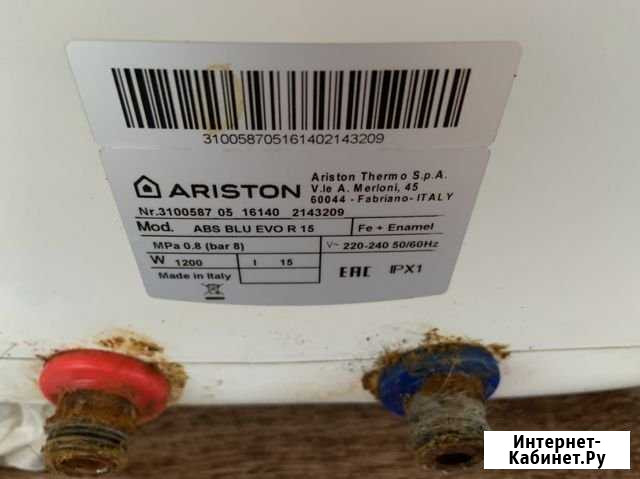 310058705161402143209
ARISTON
Ariston Thermo S.p.A.
V.le A. Merloni, 45
60044 - Fabriano- ITALY
Nr.3100587 05 16140 2143209
Mod. ABS BLU EVO R 15 Fe + Enamel
MPa 0.8 (bar 8) V~ 220-240 50/60Hz
W 1200 l 15
Made in Italy EAC IPX1
Интернет-
Кабинет.Ру